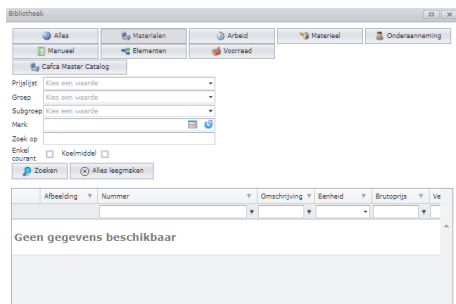 Bibliotheek
Alles Materialen Arbeid Materieel Onderaanneming
Manueel Elementen Voorraad
Cafca Master Catalog
Prijslijst Kies een waarde
Groep Kies een waarde
Subgroep Kies een waarde
Merk
Zoek op
Enkel courant Koelmiddel
Zoeken Alles leegmaken
Afbeelding Nummer Omschrijving Eenheid Brutoprijs Ve
Geen gegevens beschikbaar